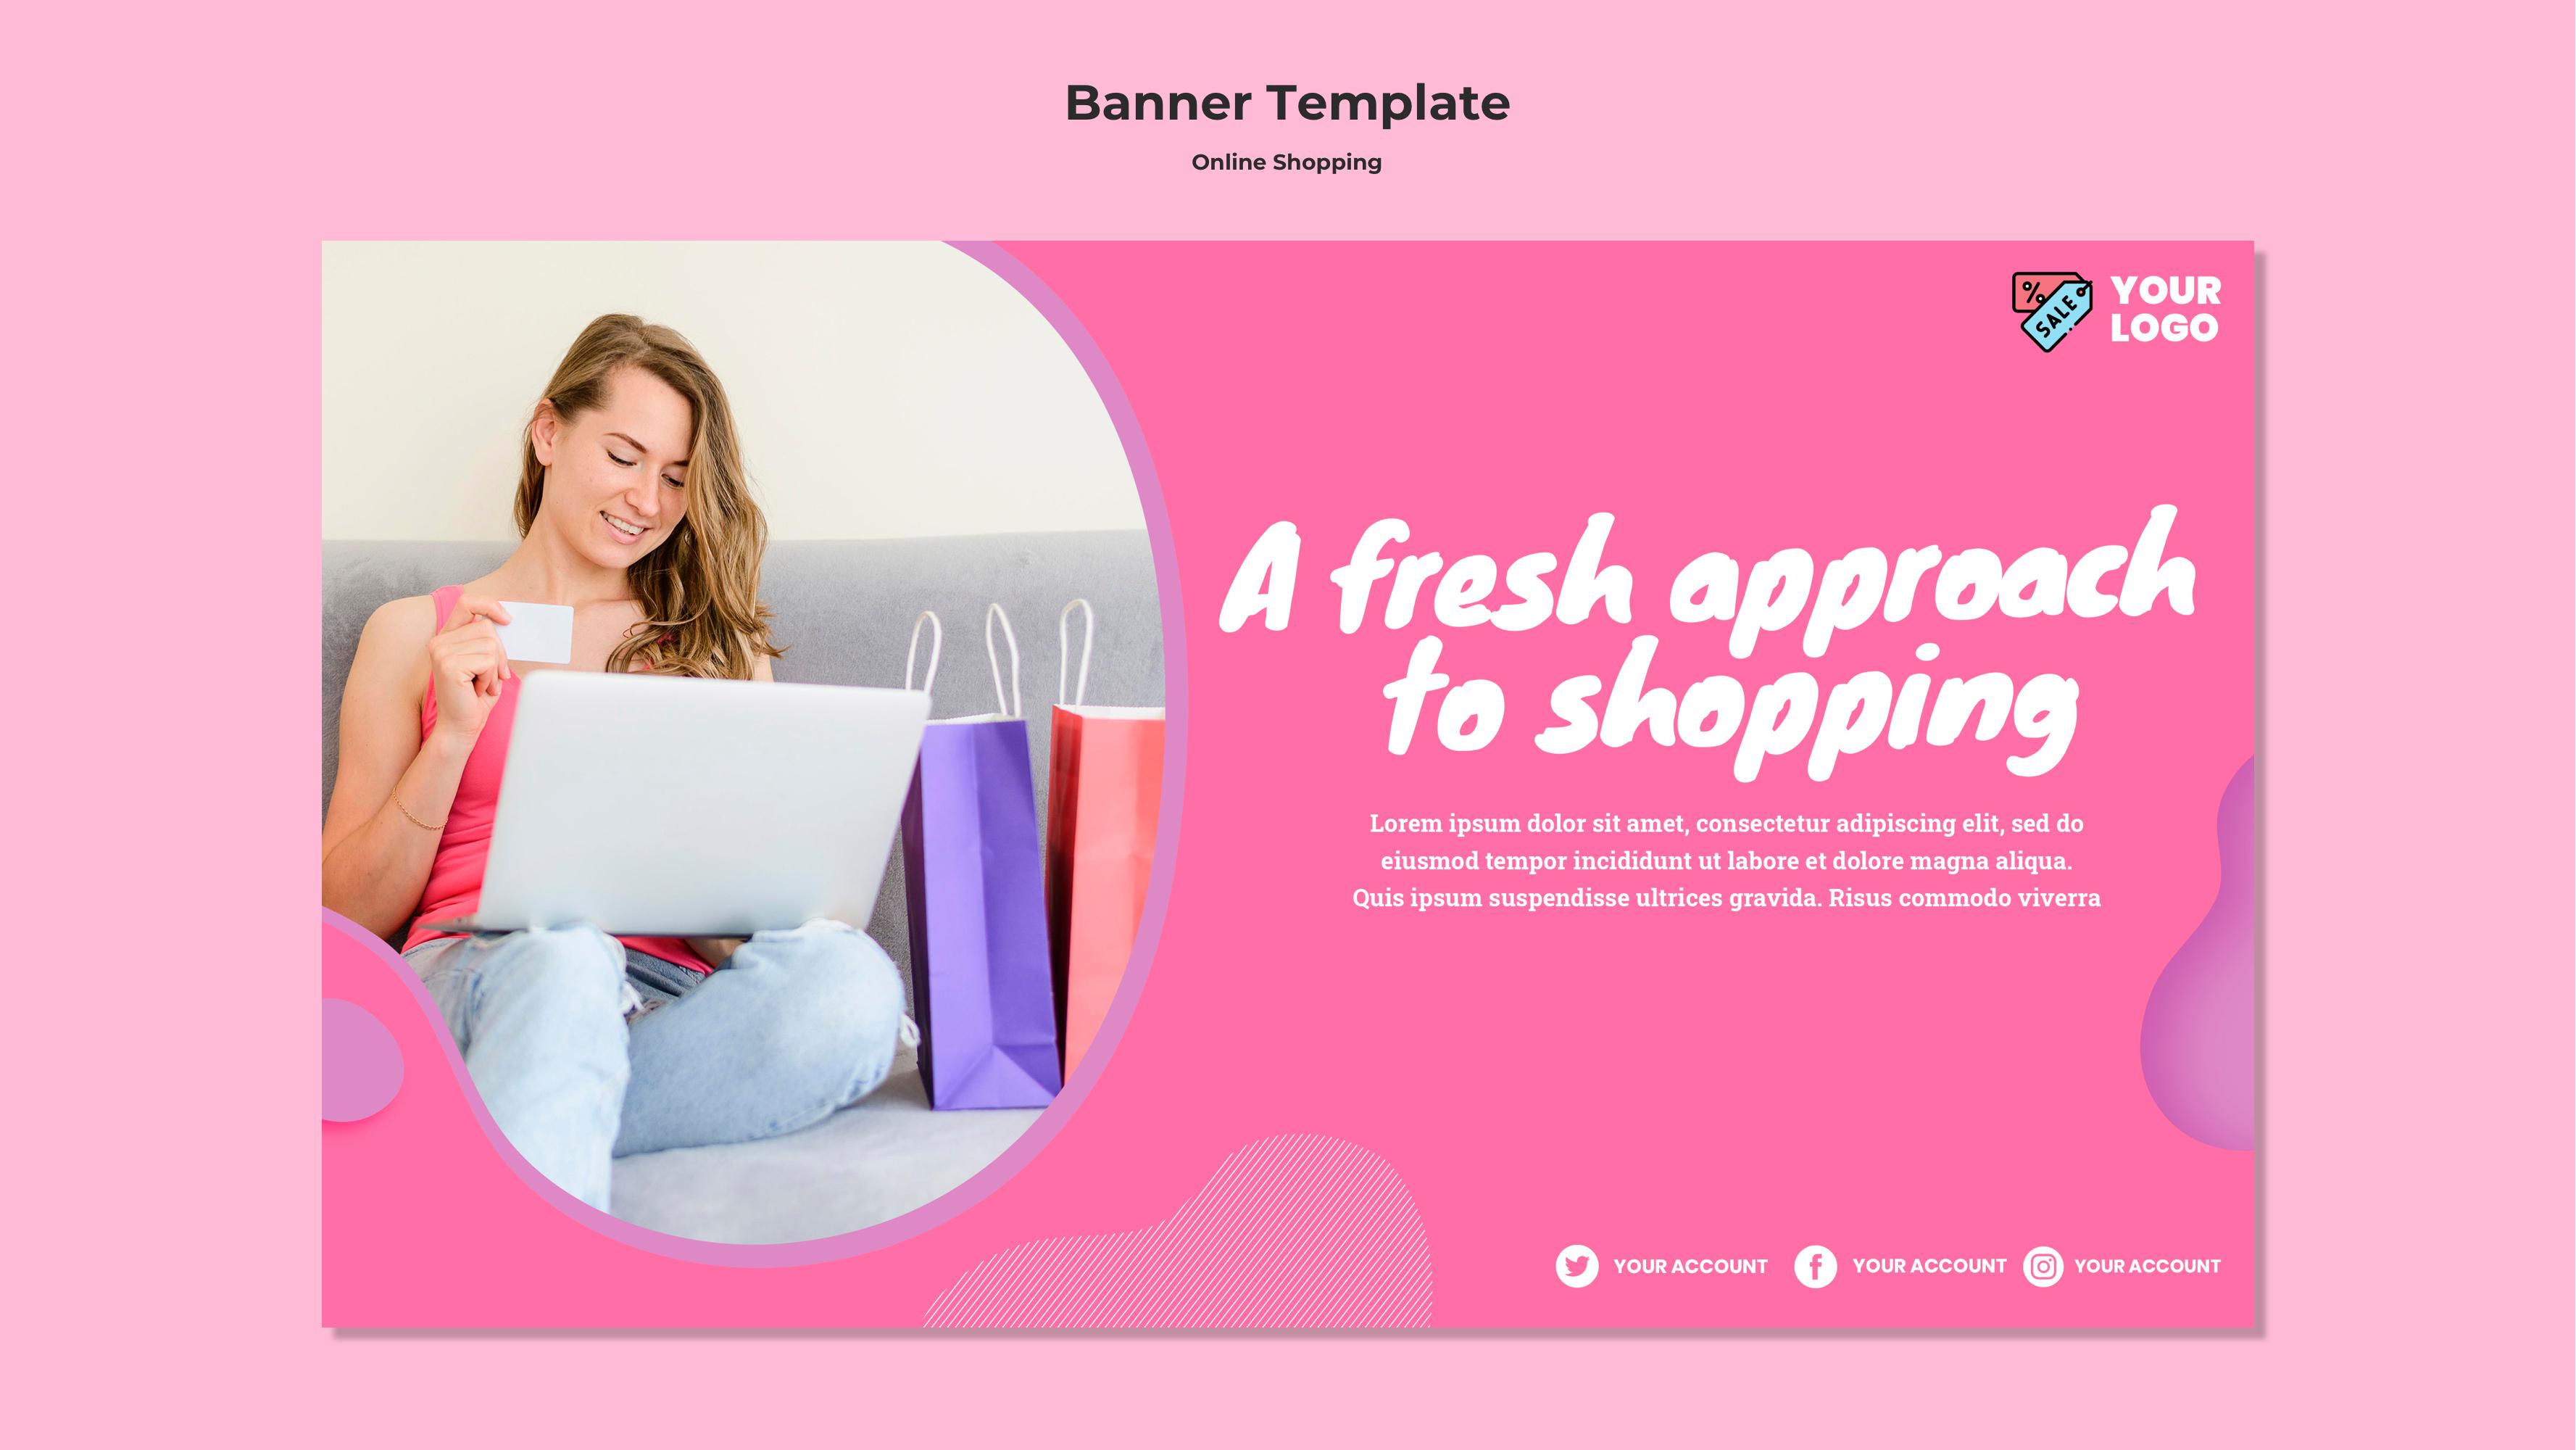 Banner Template
Online Shopping
% SALE
YOUR
LOGO
A fresh approach
to shopping
Lorem ipsum dolor sit amet, consectetur adipiscing elit, sed do
eiusmod tempor incididunt ut labore et dolore magna aliqua.
Quis ipsum suspendisse ultrices gravida. Risus commodo viverra
YOUR ACCOUNT YOUR ACCOUNT YOUR ACCOUNT